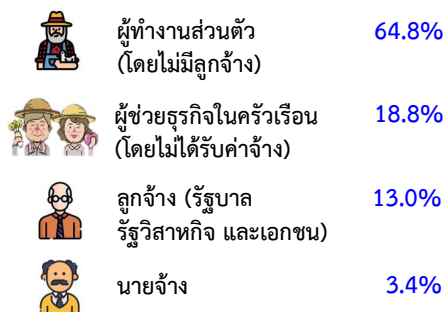 ผู้ทำงานส่วนตัว 64.8%
(โดยไม่มีลูกจ้าง)
ผู้ช่วยธุรกิจในครัวเรือน 18.8%
(โดยไม่ได้รับค่าจ้าง)
ลูกจ้าง (รัฐบาล 13.0%
รัฐวิสาหกิจ และเอกชน)
นายจ้าง 3.4%